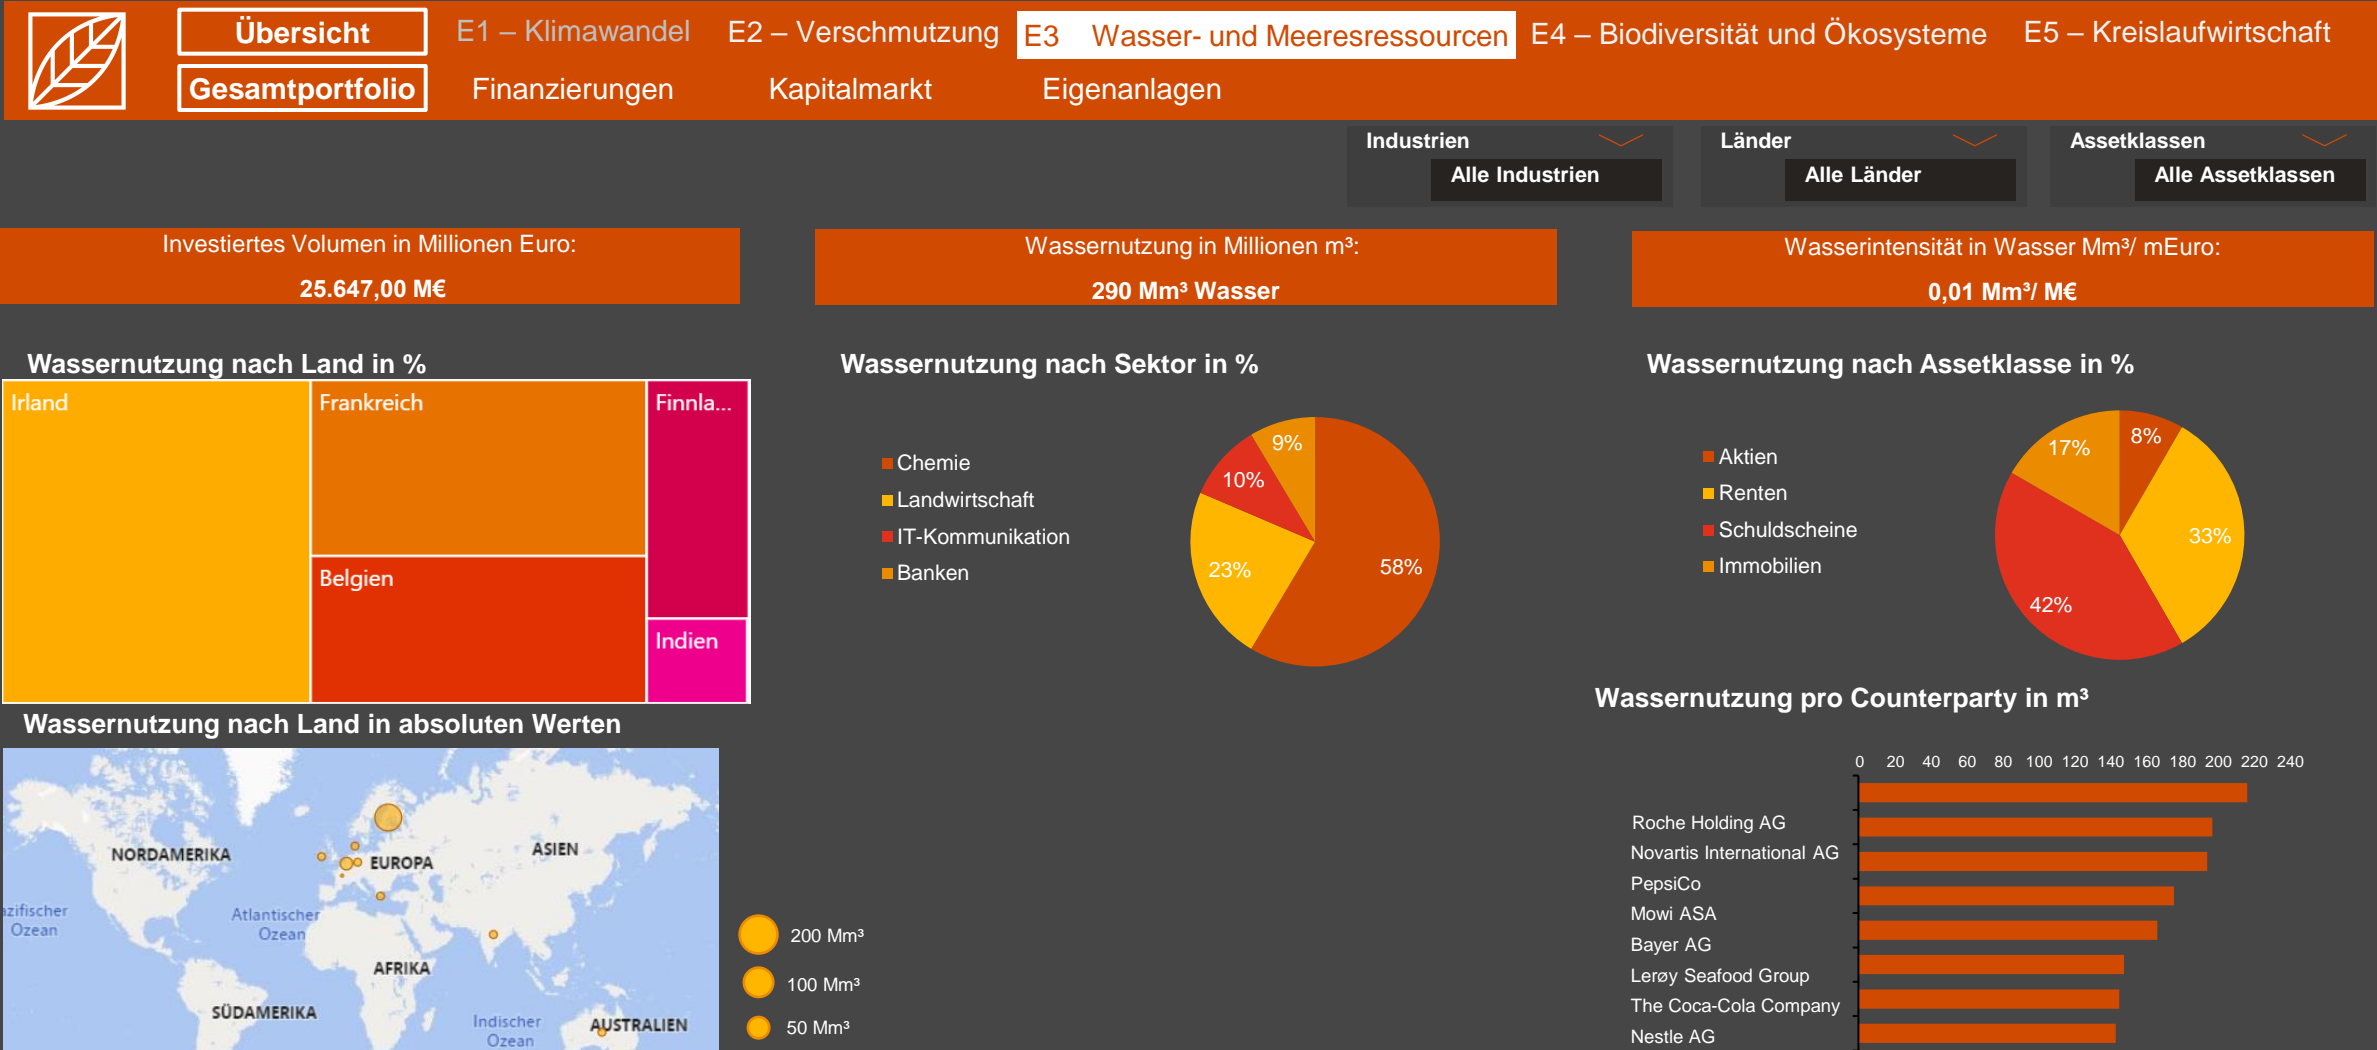 Übersicht
E1 – Klimawandel
E2 – Verschmutzung
E3 Wasser- und Meeresressourcen
E4 – Biodiversität und Ökosysteme
E5 – Kreislaufwirtschaft
Gesamtportfolio
Finanzierungen
Kapitalmarkt
Eigenanlagen
Industrien
Alle Industrien
Länder
Alle Länder
Assetklassen
Alle Assetklassen
Investiertes Volumen in Millionen Euro:
25.647,00 M€
Wassernutzung in Millionen m³:
290 Mm³ Wasser
Wasserintensität in Wasser Mm³/ mEuro:
0,01 Mm³/ M€
Wassernutzung nach Land in %
Irland
Frankreich
Finnla...
Belgien
Indien
Wassernutzung nach Sektor in %
Chemie
Landwirtschaft
IT-Kommunikation
Banken
9%
10%
23%
58%
Wassernutzung nach Assetklasse in %
Aktien
Renten
Schuldscheine
Immobilien
17%
8%
33%
42%
Wassernutzung nach Land in absoluten Werten
NORDAMERIKA
EUROPA
ASIEN
azifischer
Ozean
Atlantischer
Ozean
AFRIKA
SÜDAMERIKA
Indischer
Ozean
AUSTRALIEN
200 Mm³
100 Mm³
50 Mm³
Wassernutzung pro Counterparty in m³
0 20 40 60 80 100 120 140 160 180 200 220 240
Roche Holding AG
Novartis International AG
PepsiCo
Mowi ASA
Bayer AG
Lerøy Seafood Group
The Coca-Cola Company
Nestle AG